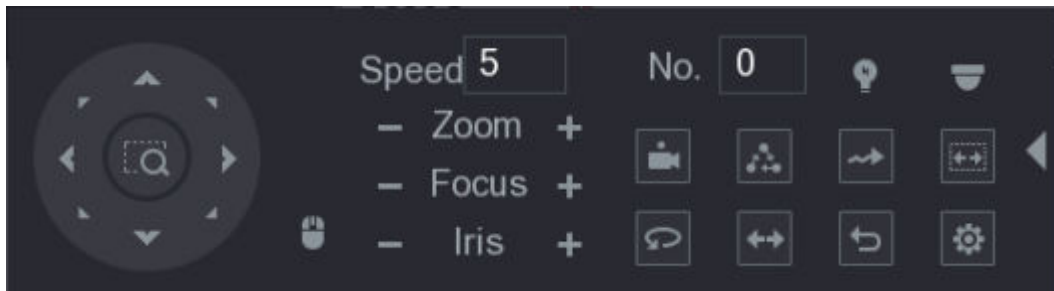 Speed 5 No. 0
– Zoom +
– Focus +
– Iris +